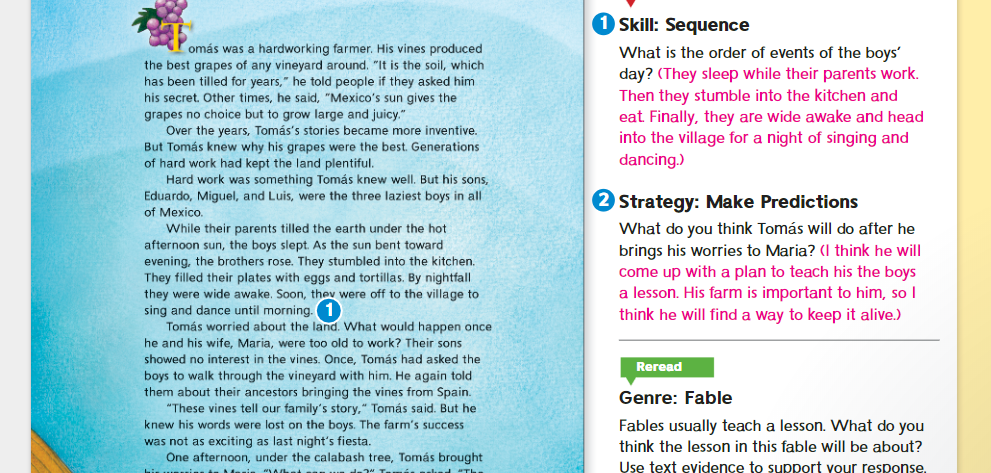 Tomás was a hardworking farmer. His vines produced
the best grapes of any vineyard around. “It is the soil, which
has been tilled for years,” he told people if they asked him
his secret. Other times, he said, “Mexico’s sun gives the
grapes no choice but to grow large and juicy.”
Over the years, Tomás’s stories became more inventive.
But Tomás knew why his grapes were the best. Generations
of hard work had kept the land plentiful.
Hard work was something Tomás knew well. But his sons,
Eduardo, Miguel, and Luis, were the three laziest boys in all
of Mexico.
While their parents tilled the earth under the hot
afternoon sun, the boys slept. As the sun bent toward
evening, the brothers rose. They stumbled into the kitchen.
They filled their plates with eggs and tortillas. By nightfall
they were wide awake. Soon, they were off to the village to
sing and dance until morning. 1
Tomás worried about the land. What would happen once
he and his wife, Maria, were too old to work? Their sons
showed no interest in the vines. Once, Tomás had asked the
boys to walk through the vineyard with him. He again told
them about their ancestors bringing the vines from Spain.
“These vines tell our family’s story,” Tomás said. But he
knew his words were lost on the boys. The farm’s success
was not as exciting as last night’s fiesta.
One afternoon, under the calabash tree, Tomás brought
his worries to Maria. “What can we do?” Tomás asked. “The
1 Skill: Sequence
What is the order of events of the boys’
day? (They sleep while their parents work.
Then they stumble into the kitchen and
eat. Finally, they are wide awake and head
into the village for a night of singing and
dancing.)
2 Strategy: Make Predictions
What do you think Tomás will do after he
brings his worries to Maria? (I think he will
come up with a plan to teach his the boys
a lesson. His farm is important to him, so I
think he will find a way to keep it alive.)
Reread
Genre: Fable
Fables usually teach a lesson. What do you
think the lesson in this fable will be about?
Use text evidence to support your response.